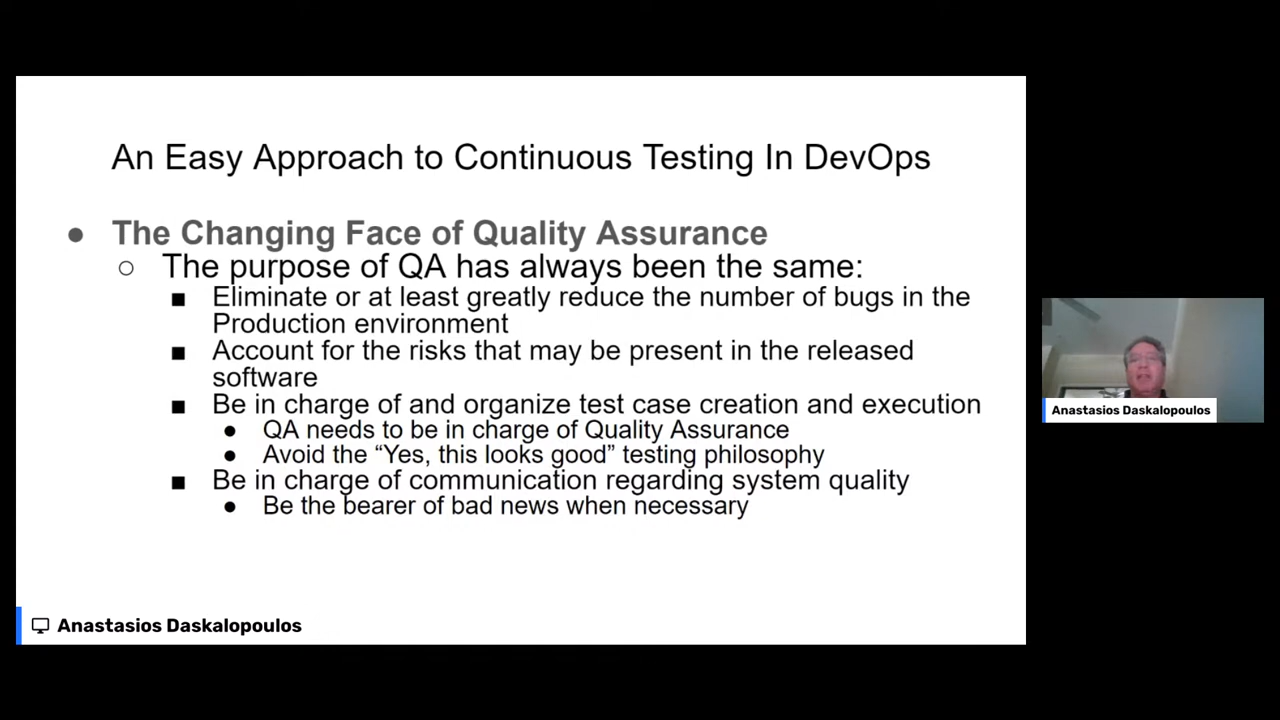 An Easy Approach to Continuous Testing In DevOps
● The Changing Face of Quality Assurance
○ The purpose of QA has always been the same:
■ Eliminate or at least greatly reduce the number of bugs in the
Production environment
■ Account for the risks that may be present in the released
software
■ Be in charge of and organize test case creation and execution
● QA needs to be in charge of Quality Assurance
● Avoid the “Yes, this looks good” testing philosophy
■ Be in charge of communication regarding system quality
● Be the bearer of bad news when necessary
Anastasios Daskalopoulos
Anastasios Daskalopoulos